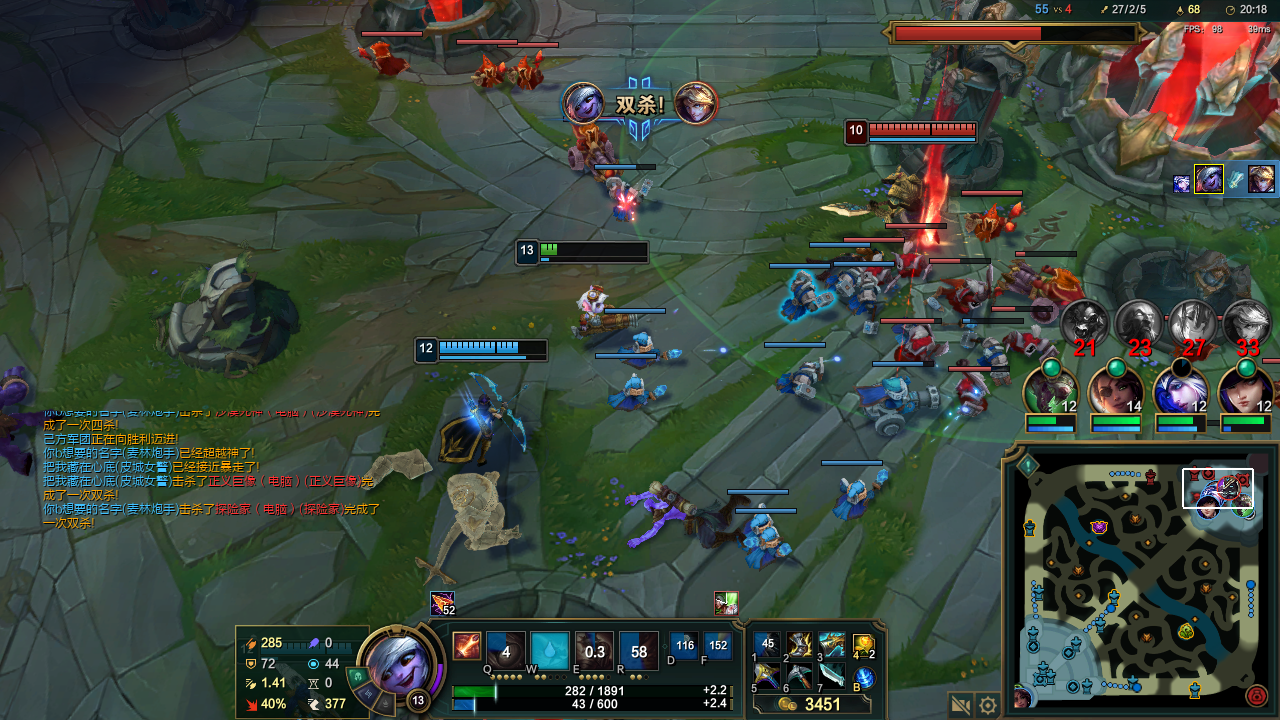 55 vs 4 27/2/5 68 20:18
FPS: 98 39ms
双杀!
10
13
12
21 23 27 33
12 14 12 12
成了一次四杀!
己方军团正在向胜利迈进!
你b想要的名字(麦林炮手)已经超越神了!
把我藏在心底(皮城女警)已经接近暴走了!
把我藏在心底(皮城女警)击杀了正义巨像(电脑)(正义巨像)完
成了一次双杀!
你b想要的名字(麦林炮手)击杀了探险家(电脑)(探险家)完成了
一次双杀!
52
285 0
72 44
1.41 0
40% 377
13
4 0.3 58 116 152
Q W E R D F
282 / 1891 +2.2
43 / 600 +2.4
45
1 2 3 4 2
5 6 7 B
3451